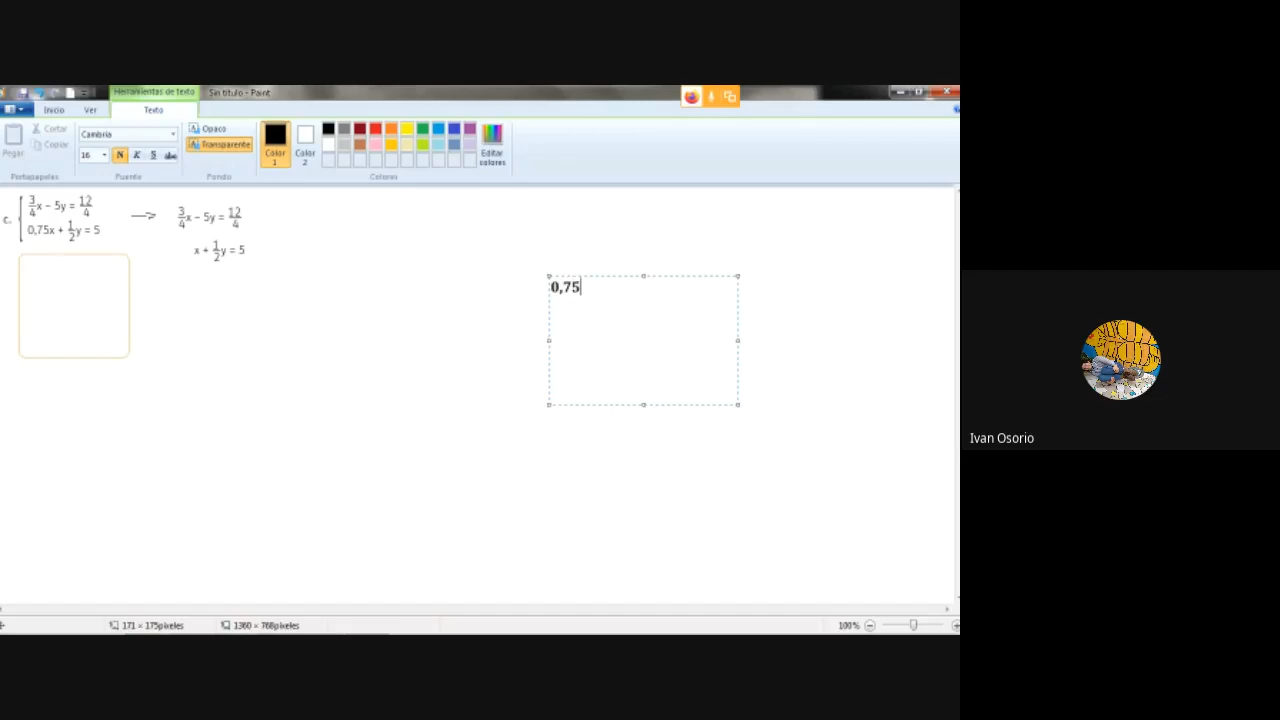 Herramientas de texto
Sin título - Paint
Inicio
Ver
Texto
Pegar
Cortar
Copiar
Portapapeles
Cambria
16
N K S abc
Fuente
Opaco
Transparente
Fondo
Color 1
Color 2
Editar colores
Colores
c.
3/4x − 5y = 12/4
0,75x + 1/2y = 5
3/4x − 5y = 12/4
x + 1/2y = 5
0,75
171 × 175píxeles
1360 × 768píxeles
100%
Ivan Osorio